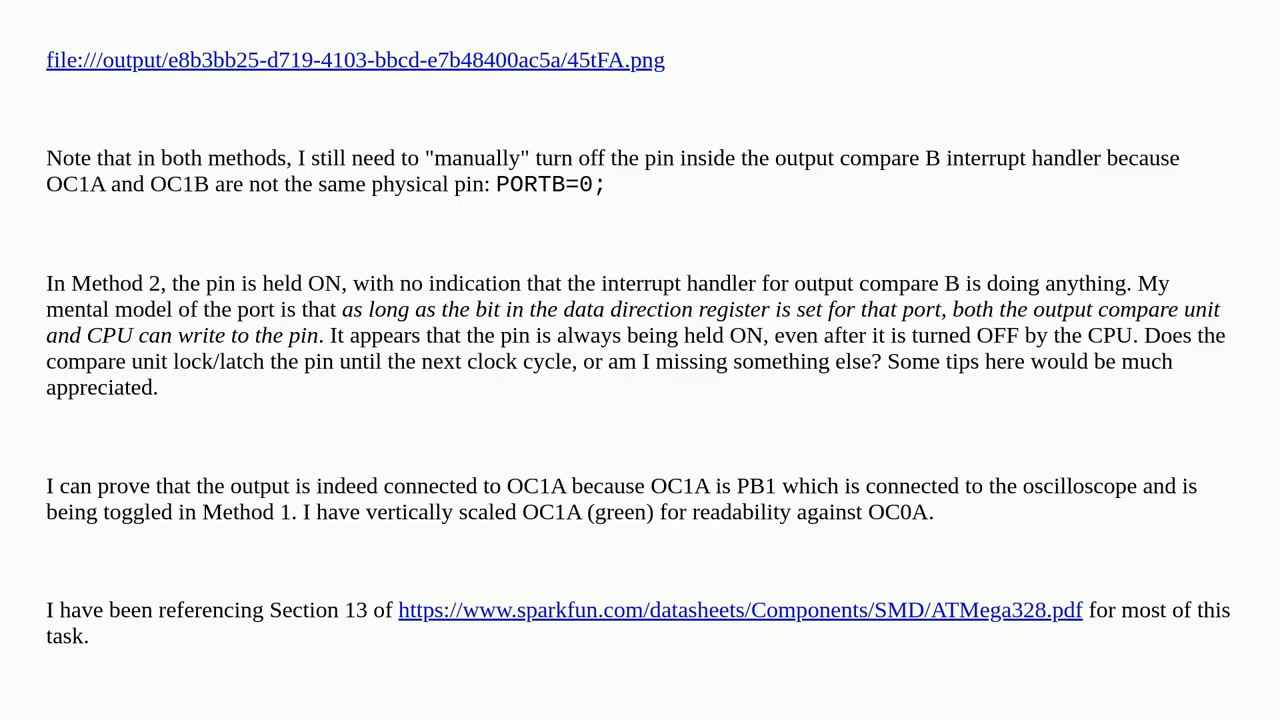 file:///output/e8b3bb25-d719-4103-bbcd-e7b48400ac5a/45tFA.png
Note that in both methods, I still need to "manually" turn off the pin inside the output compare B interrupt handler because
OC1A and OC1B are not the same physical pin: PORTB=0;
In Method 2, the pin is held ON, with no indication that the interrupt handler for output compare B is doing anything. My
mental model of the port is that as long as the bit in the data direction register is set for that port, both the output compare unit
and CPU can write to the pin. It appears that the pin is always being held ON, even after it is turned OFF by the CPU. Does the
compare unit lock/latch the pin until the next clock cycle, or am I missing something else? Some tips here would be much
appreciated.
I can prove that the output is indeed connected to OC1A because OC1A is PB1 which is connected to the oscilloscope and is
being toggled in Method 1. I have vertically scaled OC1A (green) for readability against OC0A.
I have been referencing Section 13 of https://www.sparkfun.com/datasheets/Components/SMD/ATMega328.pdf for most of this
task.